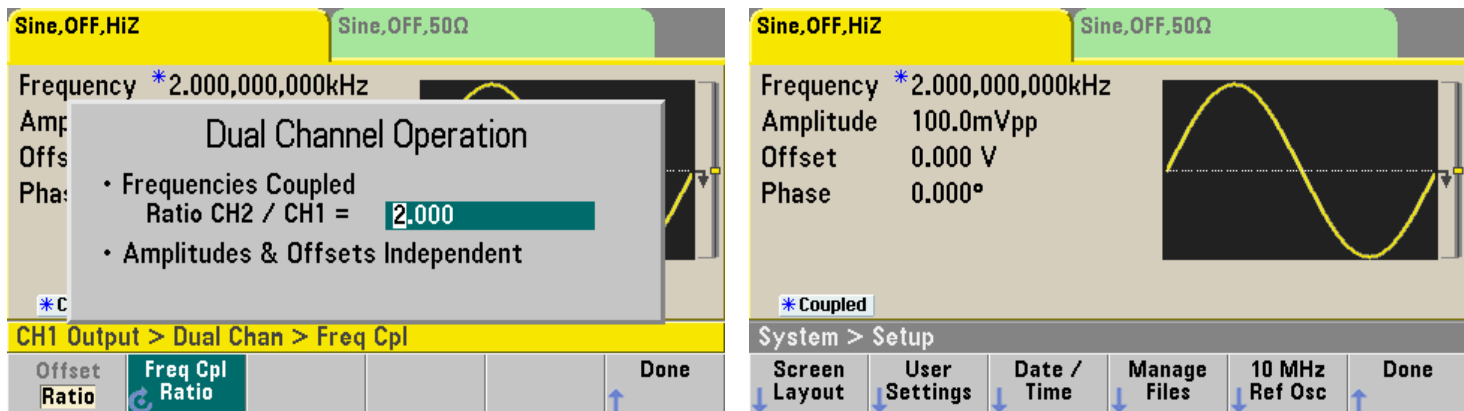 Sine,OFF,HiZ
Sine,OFF,50Ω
Frequency *2.000,000,000kHz
Amp
Offs
Phas
Dual Channel Operation
• Frequencies Coupled
Ratio CH2 / CH1 = 2.000
• Amplitudes & Offsets Independent
*C
CH1 Output > Dual Chan > Freq Cpl
Offset
Ratio
Freq Cpl
Ratio
Done
Sine,OFF,HiZ
Sine,OFF,50Ω
Frequency *2.000,000,000kHz
Amplitude 100.0mVpp
Offset 0.000 V
Phase 0.000°
*Coupled
System > Setup
Screen
Layout
User
Settings
Date /
Time
Manage
Files
10 MHz
Ref Osc
Done